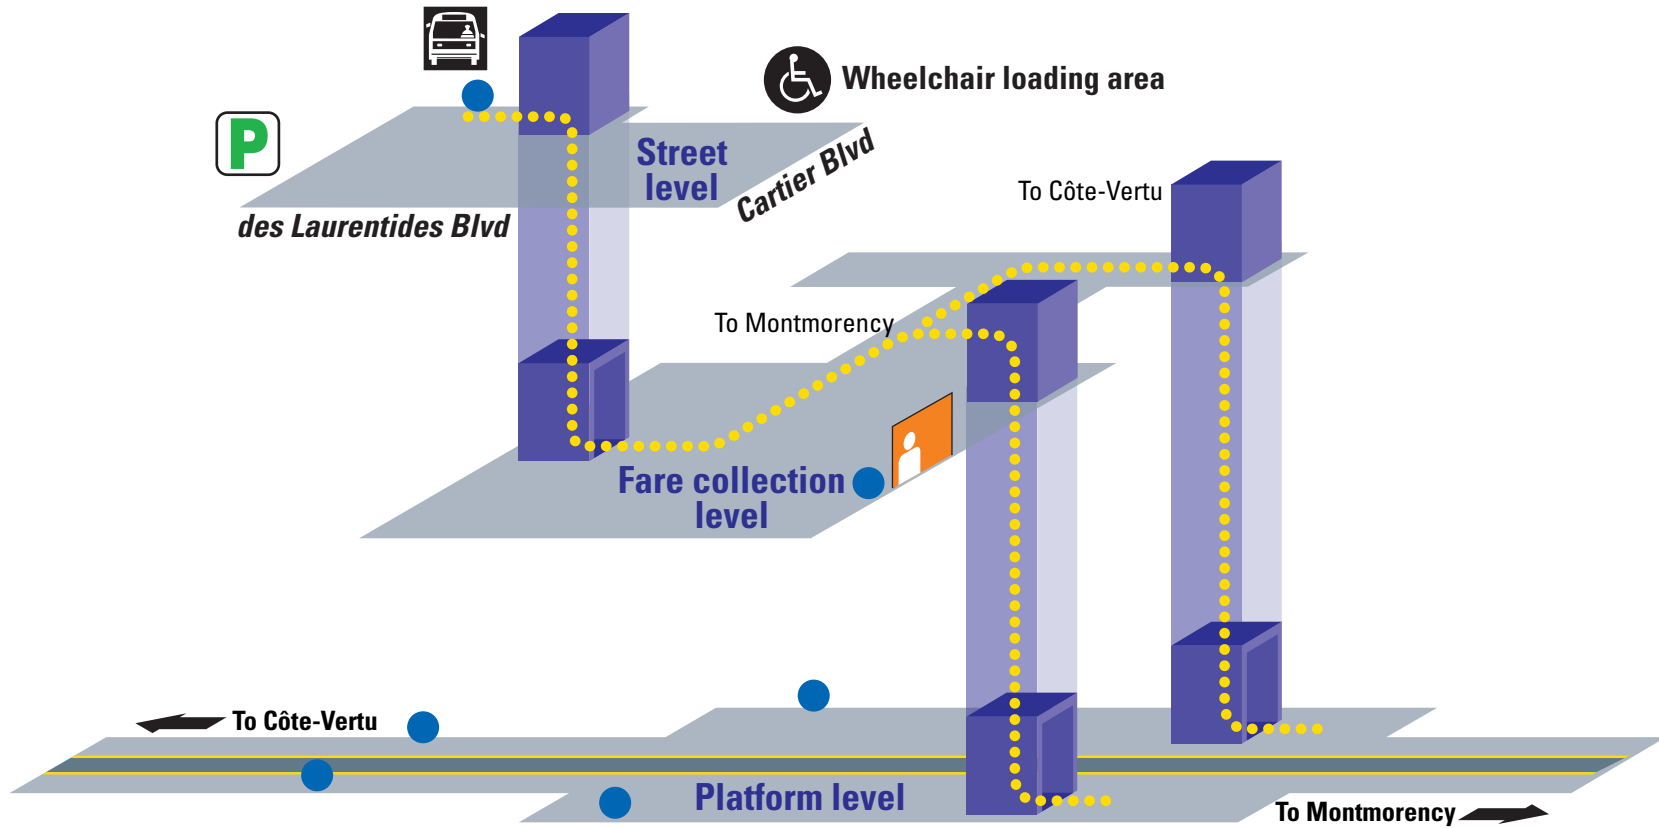 Wheelchair loading area
P
Street
level
Cartier Blvd
des Laurentides Blvd
To Côte-Vertu
To Montmorency
Fare collection
level
To Côte-Vertu
Platform level
To Montmorency